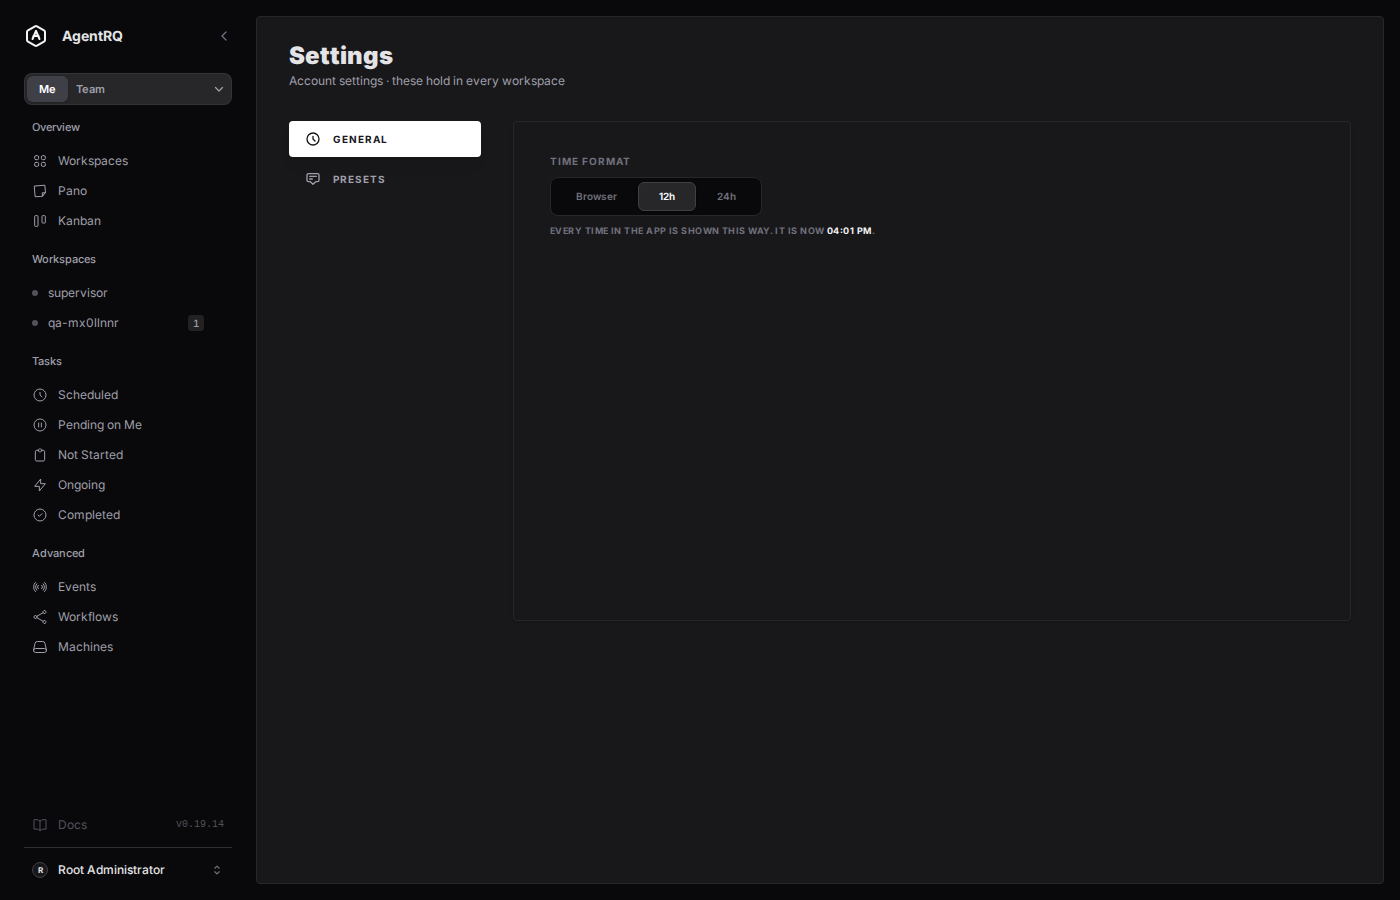 AgentRQ
Me Team
Overview
Workspaces
Pano
Kanban
Workspaces
supervisor
qa-mx0llnnr 1
Tasks
Scheduled
Pending on Me
Not Started
Ongoing
Completed
Advanced
Events
Workflows
Machines
Docs v0.19.14
R Root Administrator
Settings
Account settings · these hold in every workspace
GENERAL
PRESETS
TIME FORMAT
Browser 12h 24h
EVERY TIME IN THE APP IS SHOWN THIS WAY. IT IS NOW 04:01 PM.